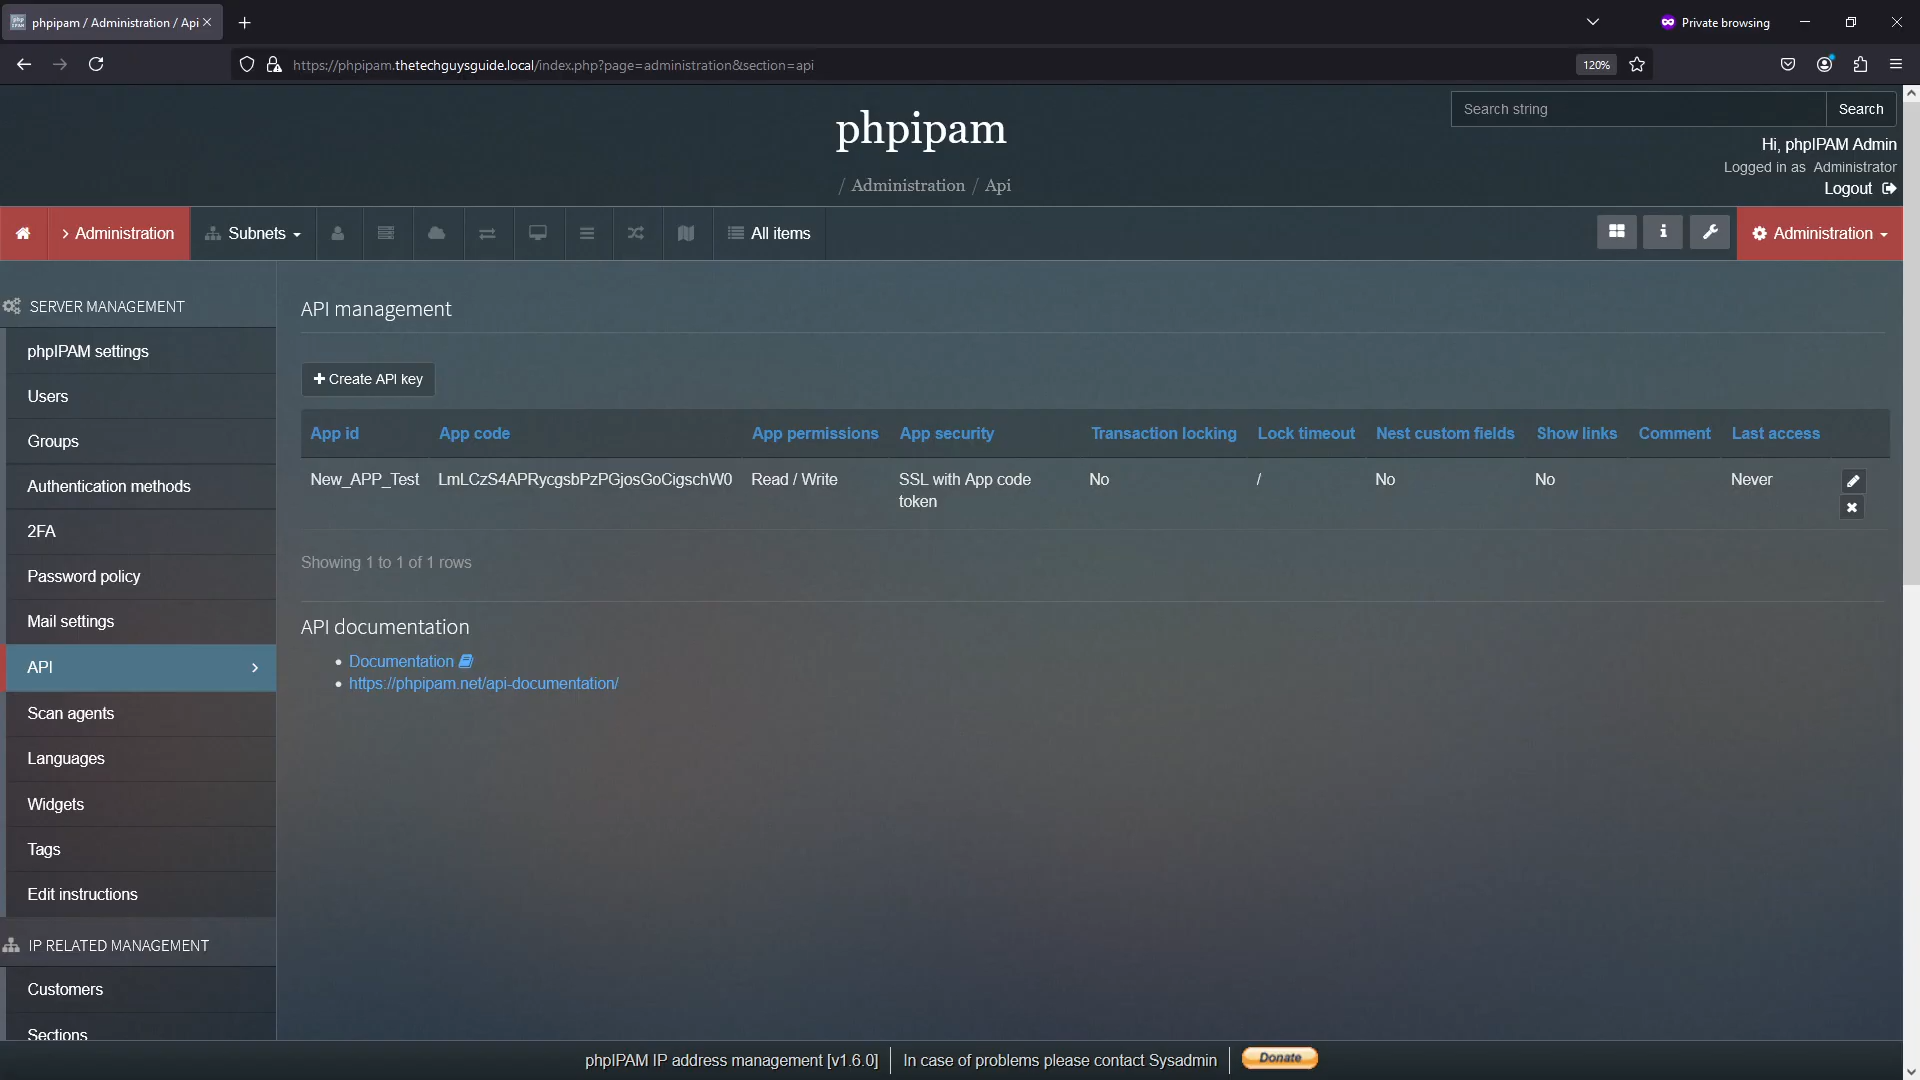 phpipam / Administration / Api
Private browsing
https://phpipam.thetechguysguide.local/index.php?page=administration&section=api
120%
phpipam
/ Administration / Api
Search string
Search
Hi, phpIPAM Admin
Logged in as Administrator
Logout
Administration
Subnets
All items
Administration
SERVER MANAGEMENT
phpIPAM settings
Users
Groups
Authentication methods
2FA
Password policy
Mail settings
API
Scan agents
Languages
Widgets
Tags
Edit instructions
IP RELATED MANAGEMENT
Customers
Sections
API management
Create API key
App id App code App permissions App security Transaction locking Lock timeout Nest custom fields Show links Comment Last access
New_APP_Test LmLCzS4APRycgsbPzPGjosGoCigschW0 Read / Write SSL with App code No / No No Never
token
Showing 1 to 1 of 1 rows
API documentation
Documentation
https://phpipam.net/api-documentation/
phpIPAM IP address management [v1.6.0] In case of problems please contact Sysadmin Donate